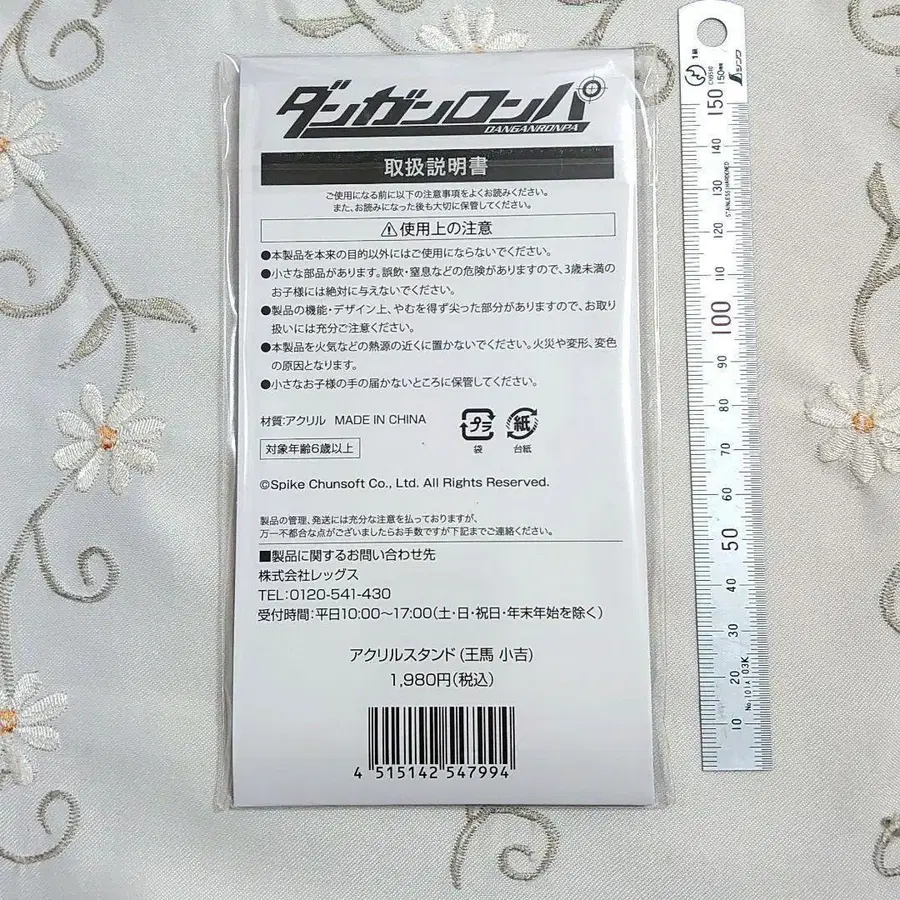 ダンガンロンパ
DANGANRONPA
取扱説明書
ご使用になる前に以下の注意事項をよくお読みください。
また、お読みになった後も大切に保管してください。
⚠使用上の注意
●本製品を本来の目的以外にはご使用にならないでください。
●小さな部品があります。誤飲・窒息などの危険がありますので、3歳未満の
お子様には絶対に与えないでください。
●製品の機能・デザイン上、やむを得ず尖った部分がありますので、お取り
扱いには充分ご注意ください。
●本製品を火気などの熱源の近くに置かないでください。火災や変形、変色
の原因となります。
●小さなお子様の手の届かないところに保管してください。
材質:アクリル MADE IN CHINA
プラ
袋
紙
台紙
対象年齢6歳以上
©Spike Chunsoft Co., Ltd. All Rights Reserved.
製品の管理、発送には充分な注意を払っておりますが、
万一不都合な点がございましたらお手数ですが下記までご連絡ください。
■製品に関するお問い合わせ先
株式会社レッグス
TEL:0120-541-430
受付時間:平日10:00〜17:00(土・日・祝日・年末年始を除く)
アクリルスタンド(王馬 小吉)
1,980円(税込)
4 515142 547994
150
140
130
120
110
100
90
80
70
60
50
40
30
20
10
1級
150mm
シンワ
STAINLESS HARDENED
No.101A 03K